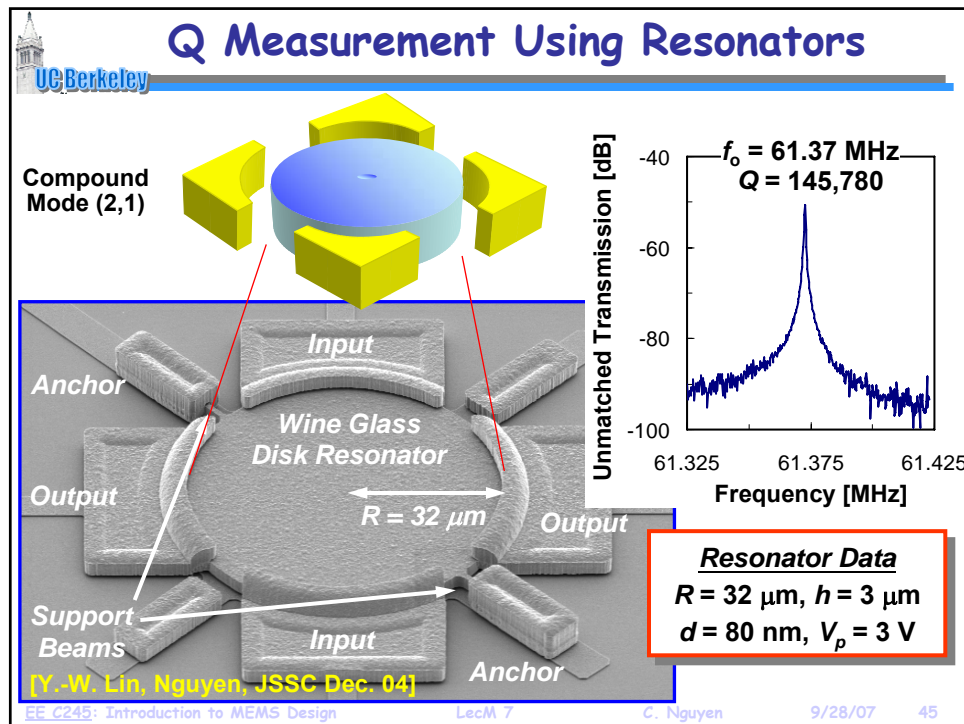 Q Measurement Using Resonators
UC Berkeley
Compound
Mode (2,1)
Unmatched Transmission [dB]
-40
-60
-80
-100
fo = 61.37 MHz
Q = 145,780
61.325
61.375
61.425
Frequency [MHz]
Input
Anchor
Wine Glass
Disk Resonator
Output
R = 32 μm
Output
Support
Beams
Input
Anchor
[Y.-W. Lin, Nguyen, JSSC Dec. 04]
Resonator Data
R = 32 μm, h = 3 μm
d = 80 nm, Vp = 3 V
EE C245: Introduction to MEMS Design LecM 7 C. Nguyen 9/28/07 45